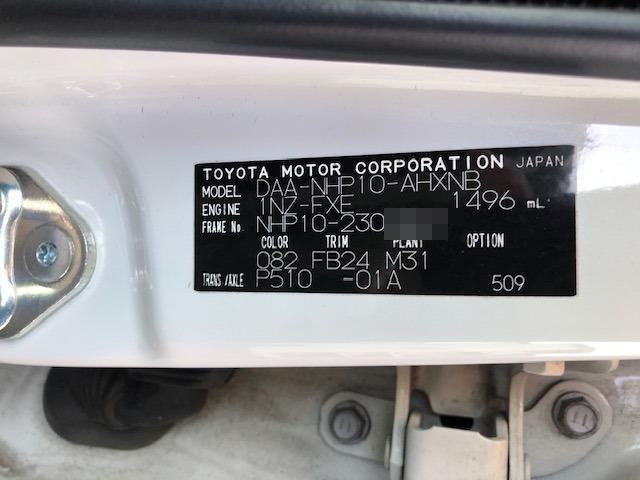 TOYOTA MOTOR CORPORATION JAPAN
MODEL DAA-NHP10-AHXNB
ENGINE 1NZ-FXE 1496 mL
FRAME No. NHP10-230
COLOR TRIM PLANT OPTION
082 FB24 M31
TRANS/AXLE P510 -01A 509